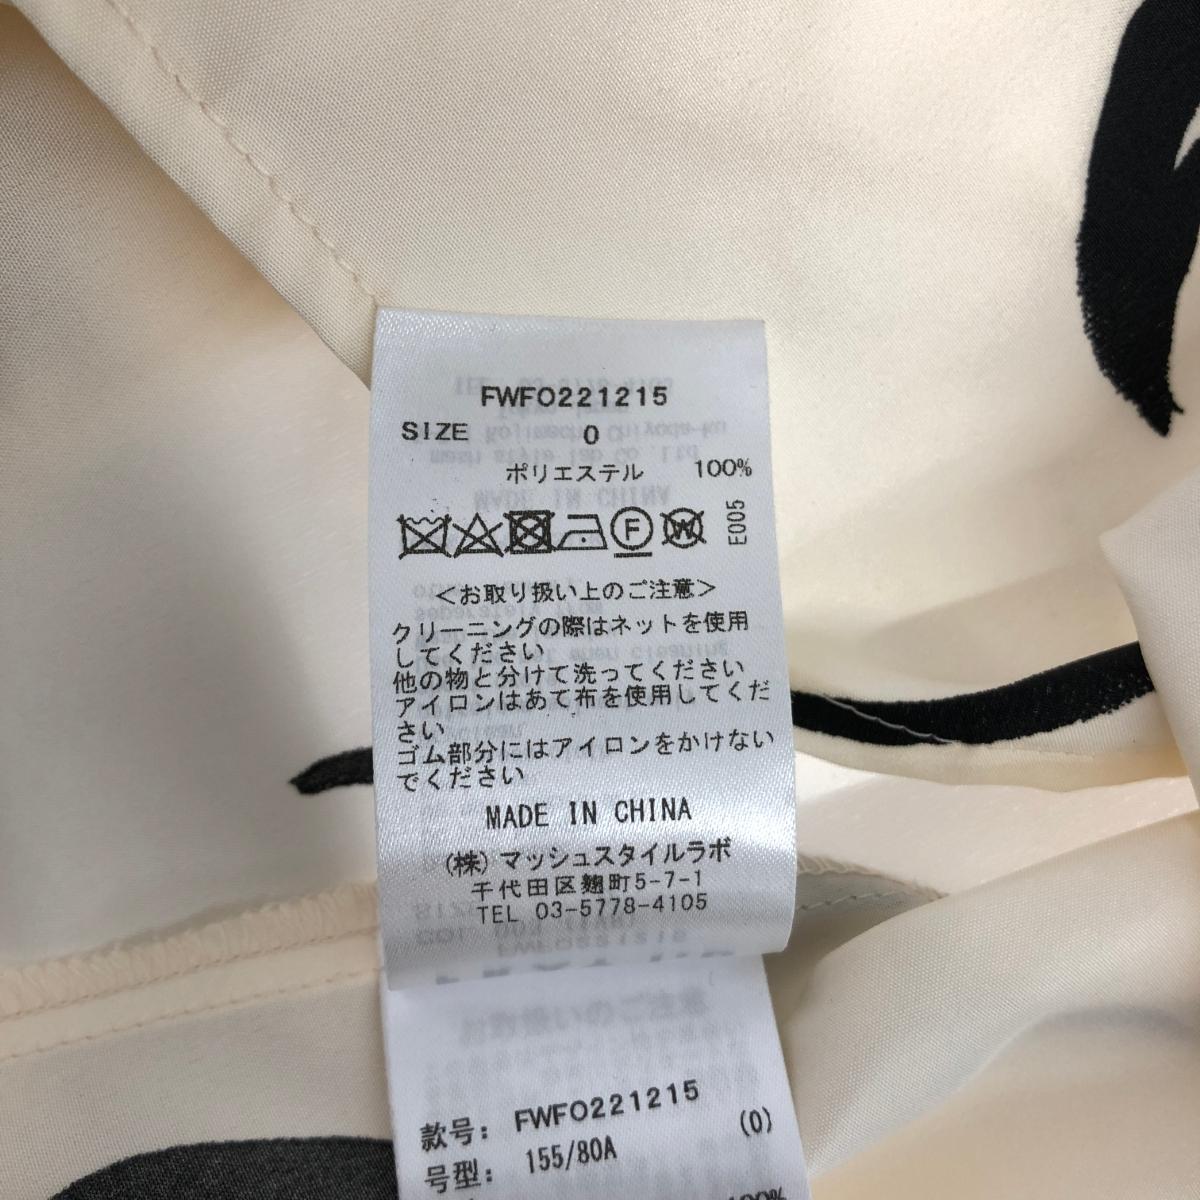 FWFO221215
SIZE 0
ポリエステル 100%
F W E005
<お取り扱い上のご注意>
クリーニングの際はネットを使用
してください
他の物と分けて洗ってください
アイロンはあて布を使用してくだ
さい
ゴム部分にはアイロンをかけない
でください
MADE IN CHINA
(株)マッシュスタイルラボ
千代田区麹町5-7-1
TEL 03-5778-4105
款号: FWFO221215
号型: 155/80A (0)
100%